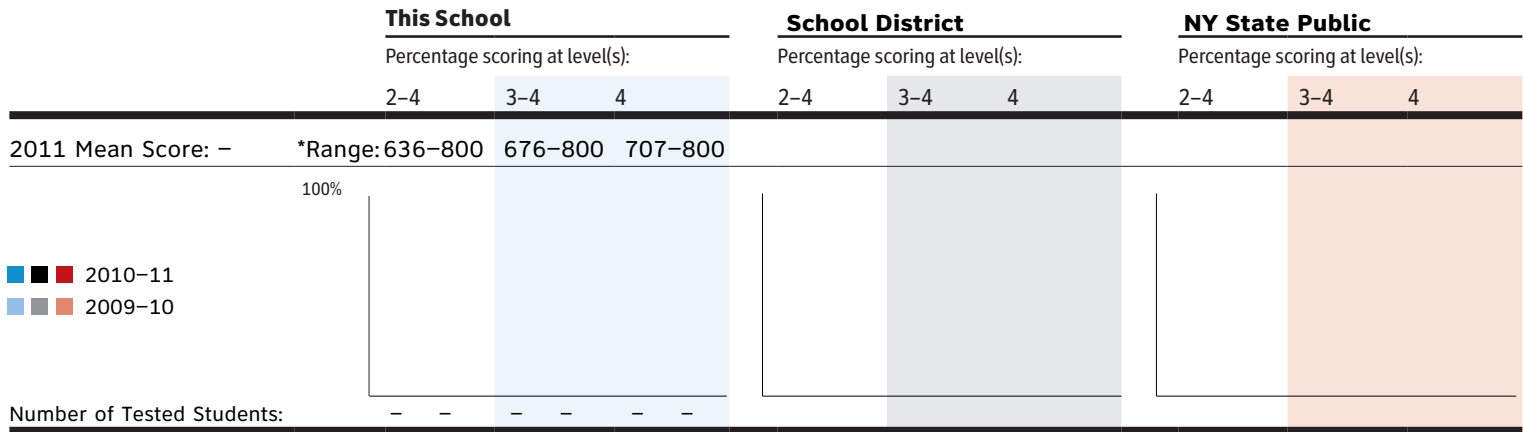 This School School District NY State Public
Percentage scoring at level(s): Percentage scoring at level(s): Percentage scoring at level(s):
2–4 3–4 4 2–4 3–4 4 2–4 3–4 4
2011 Mean Score: – *Range: 636–800 676–800 707–800
100%
2010–11
2009–10
Number of Tested Students: – – – – – –